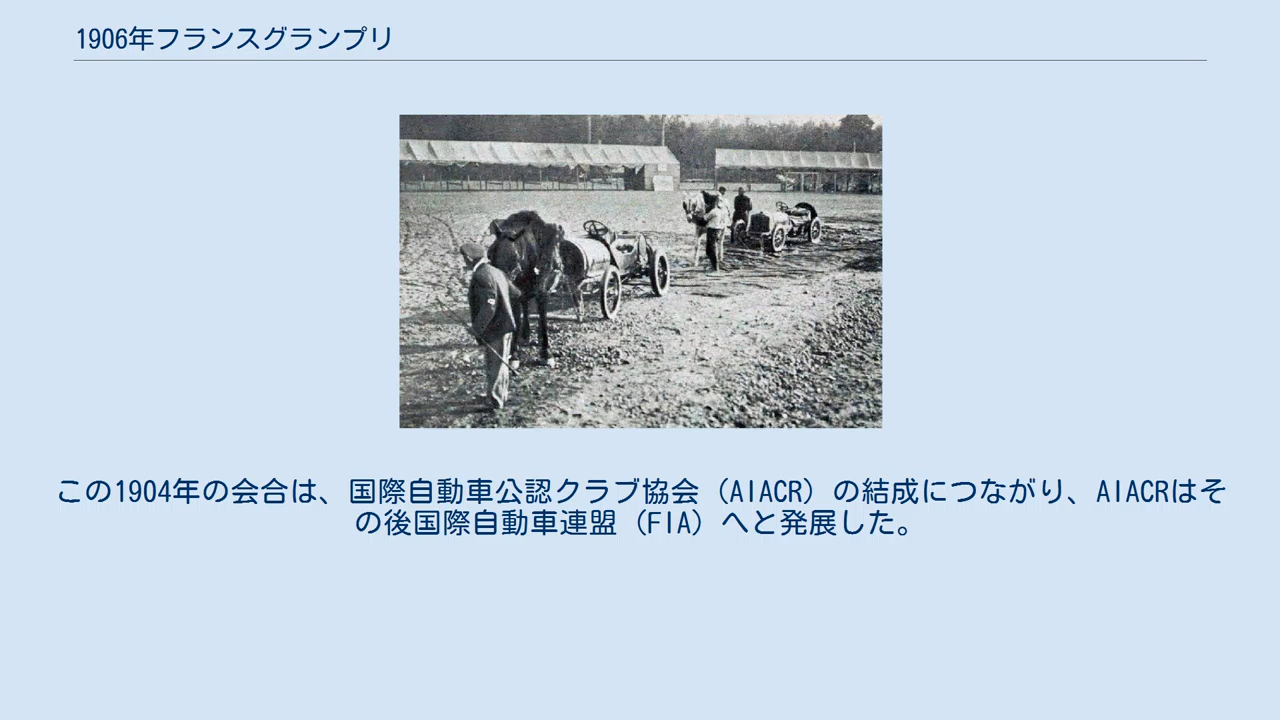 1906年フランスグランプリ
この1904年の会合は、国際自動車公認クラブ協会（AIACR）の結成につながり、AIACRはそ
の後国際自動車連盟（FIA）へと発展した。